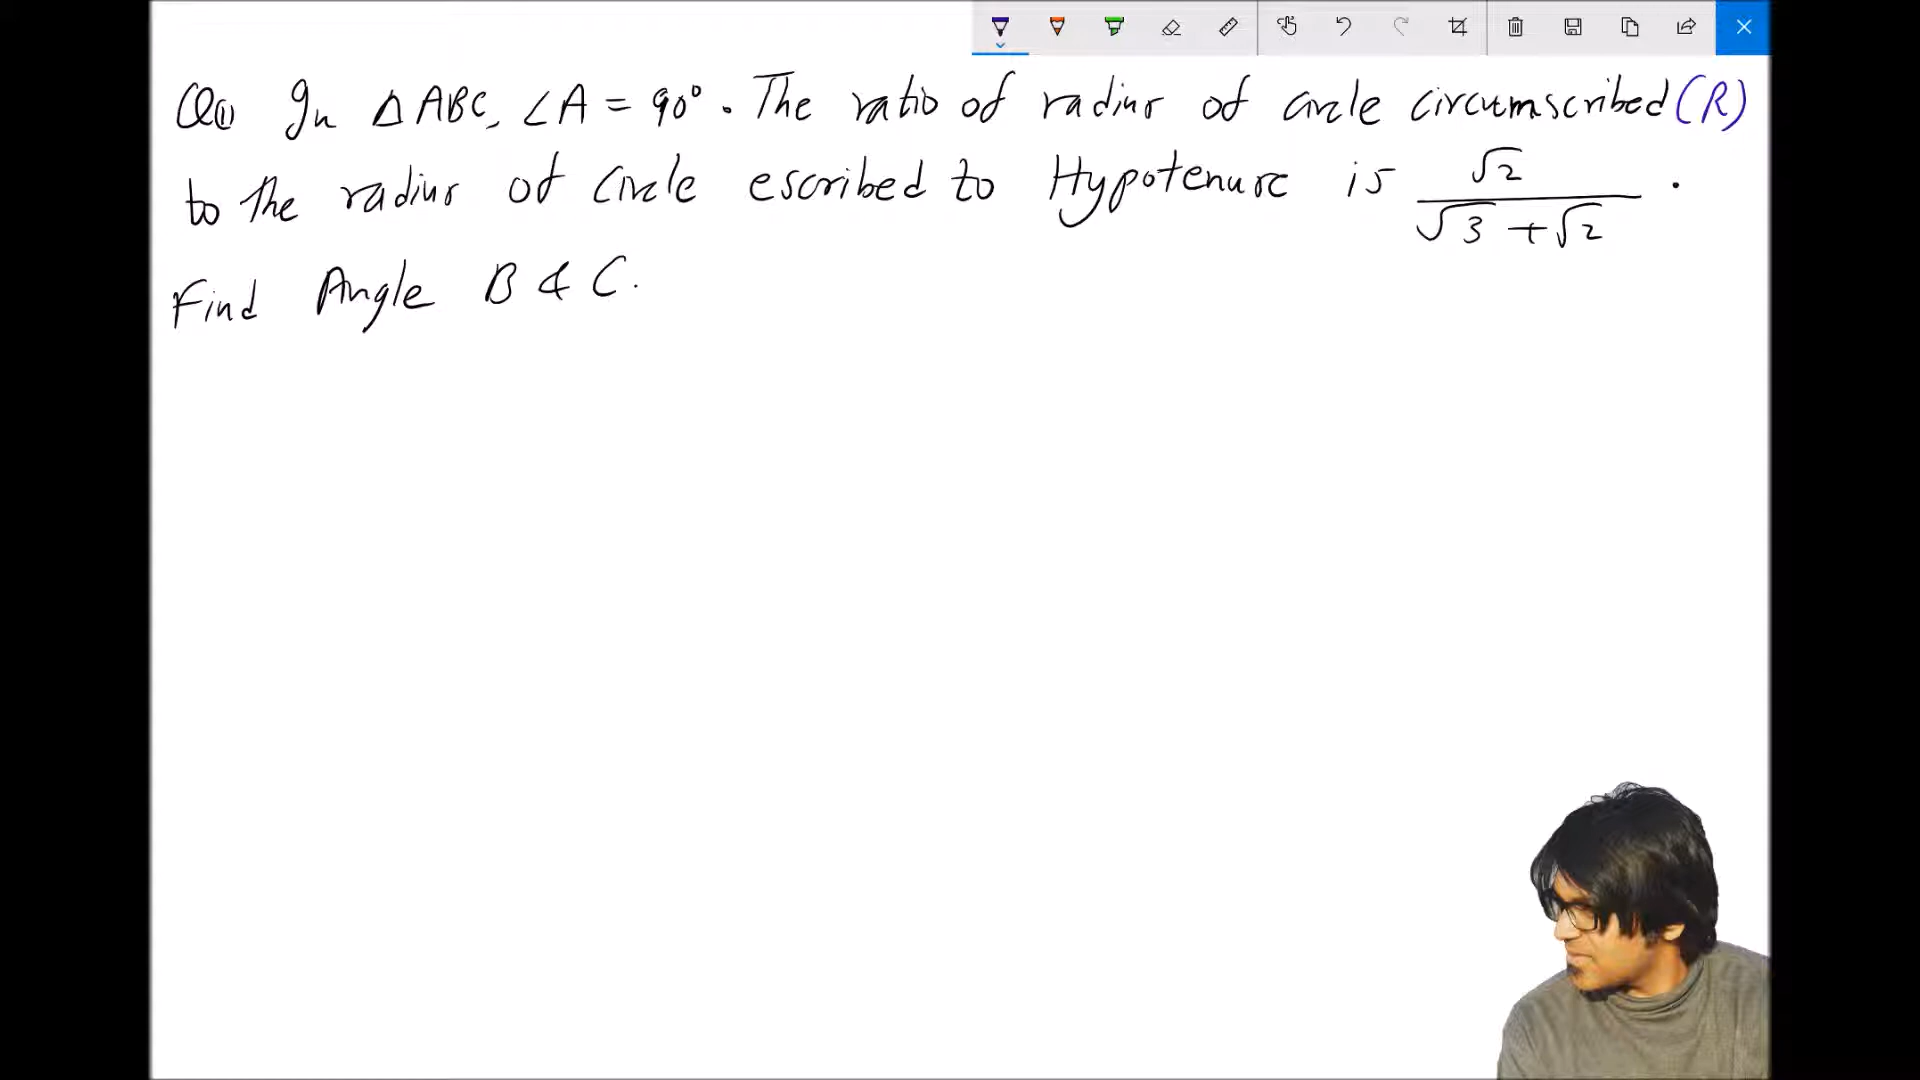 Q① In △ABC, ∠A = 90°. The ratio of radius of circle circumscribed (R)
to the radius of circle escribed to Hypotenuse is √2 / (√3 + √2) .
Find Angle B & C.